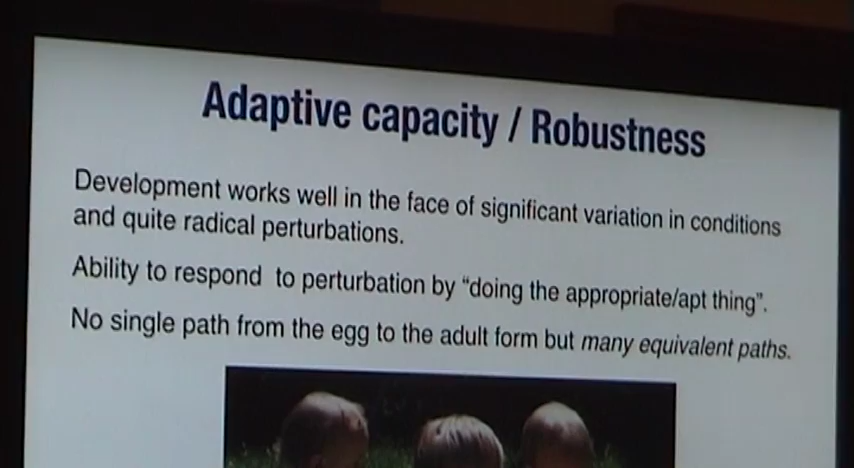 Adaptive capacity / Robustness
Development works well in the face of significant variation in conditions
and quite radical perturbations.
Ability to respond to perturbation by “doing the appropriate/apt thing”.
No single path from the egg to the adult form but many equivalent paths.